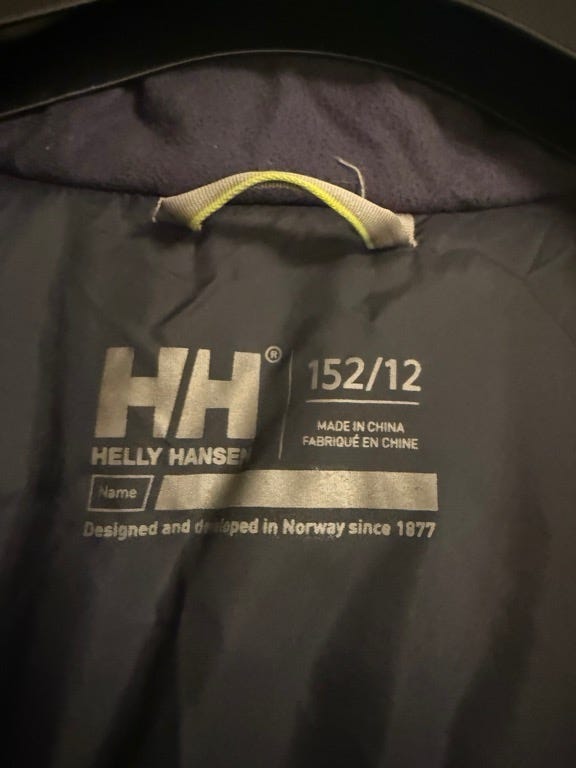 HH®
152/12
MADE IN CHINA
FABRIQUÉ EN CHINE
HELLY HANSEN
Name
Designed and developed in Norway since 1877